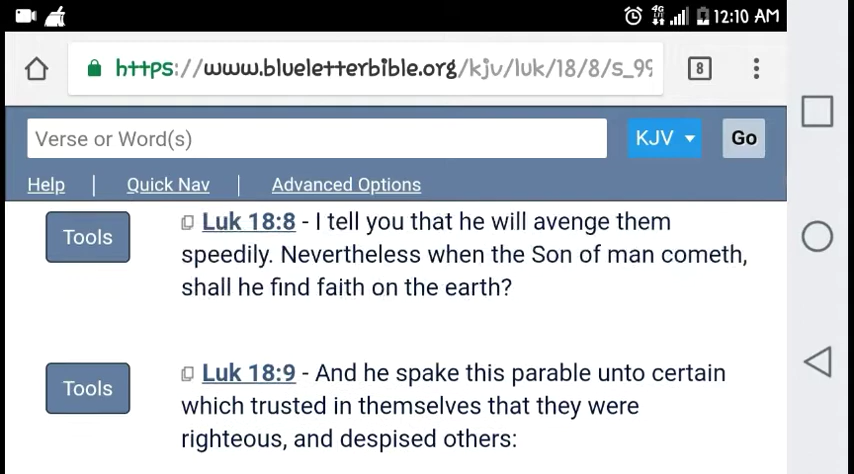 4G LTE 12:10 AM
https://www.blueletterbible.org/kjv/luk/18/8/s_99 8
Verse or Word(s) KJV Go
Help | Quick Nav | Advanced Options
Tools Luk 18:8 - I tell you that he will avenge them
speedily. Nevertheless when the Son of man cometh,
shall he find faith on the earth?
Tools Luk 18:9 - And he spake this parable unto certain
which trusted in themselves that they were
righteous, and despised others: